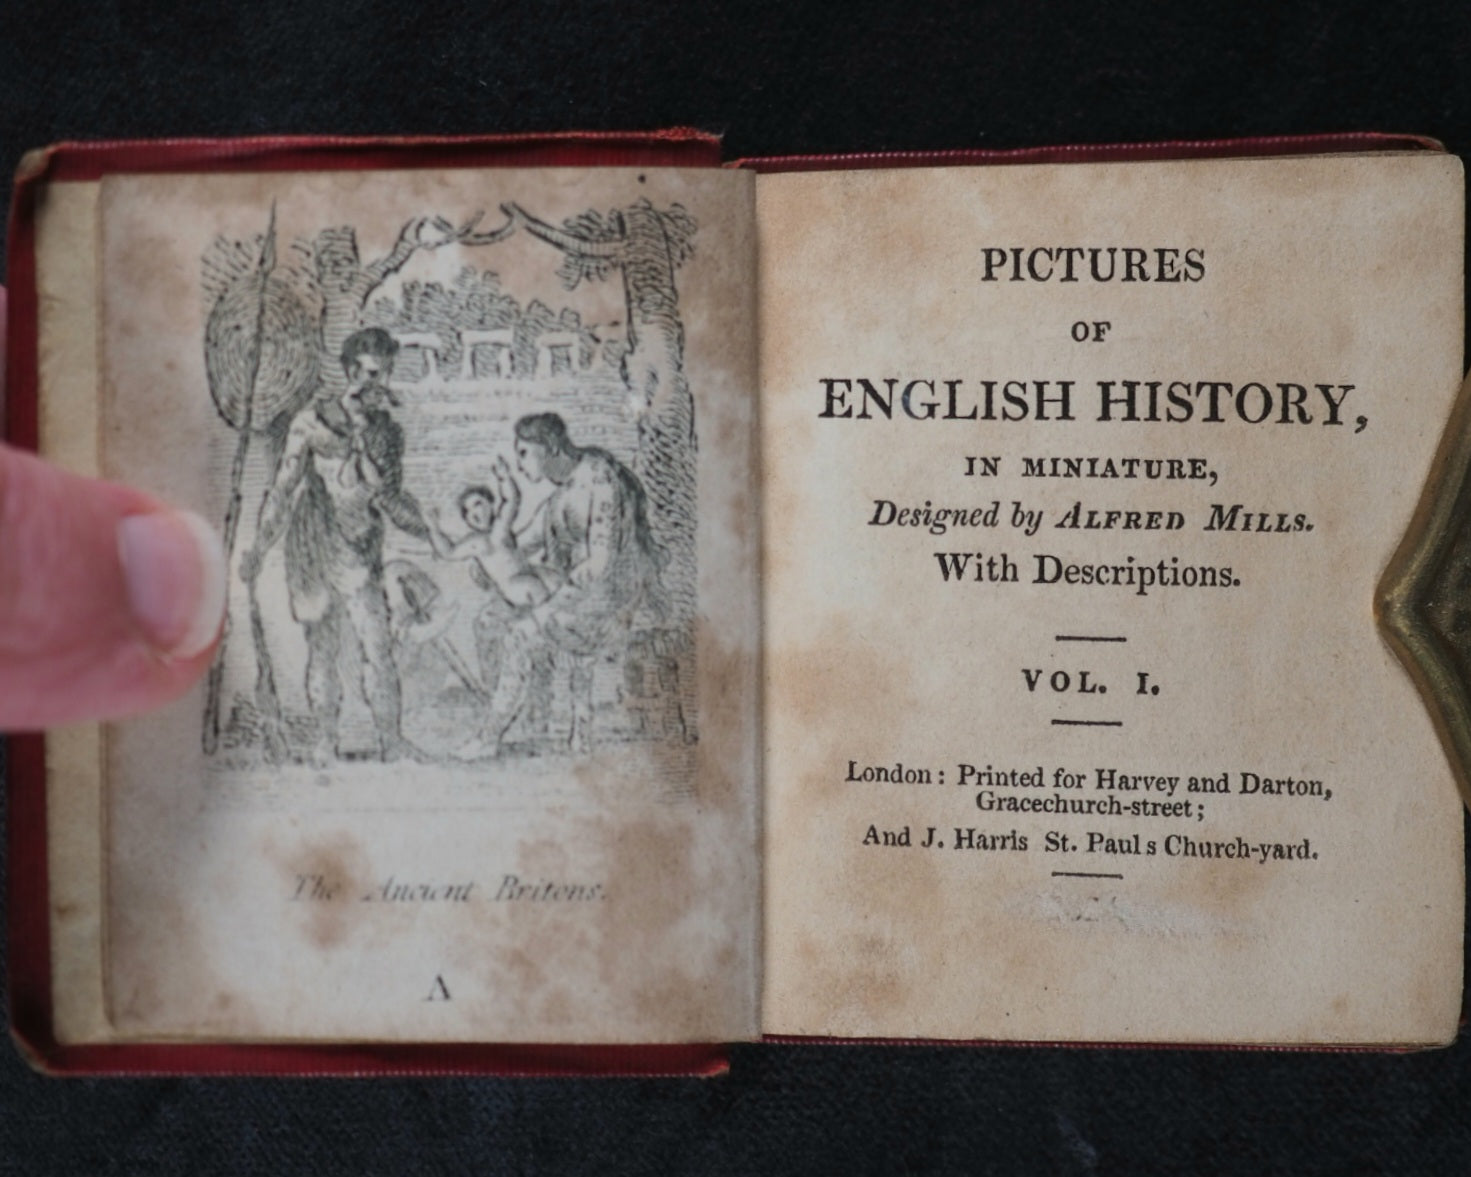 The Ancient Britons.
A
PICTURES
OF
ENGLISH HISTORY,
IN MINIATURE,
Designed by ALFRED MILLS.
With Descriptions.
VOL. I.
London: Printed for Harvey and Darton,
Gracechurch-street;
And J. Harris St. Pauls Church-yard.